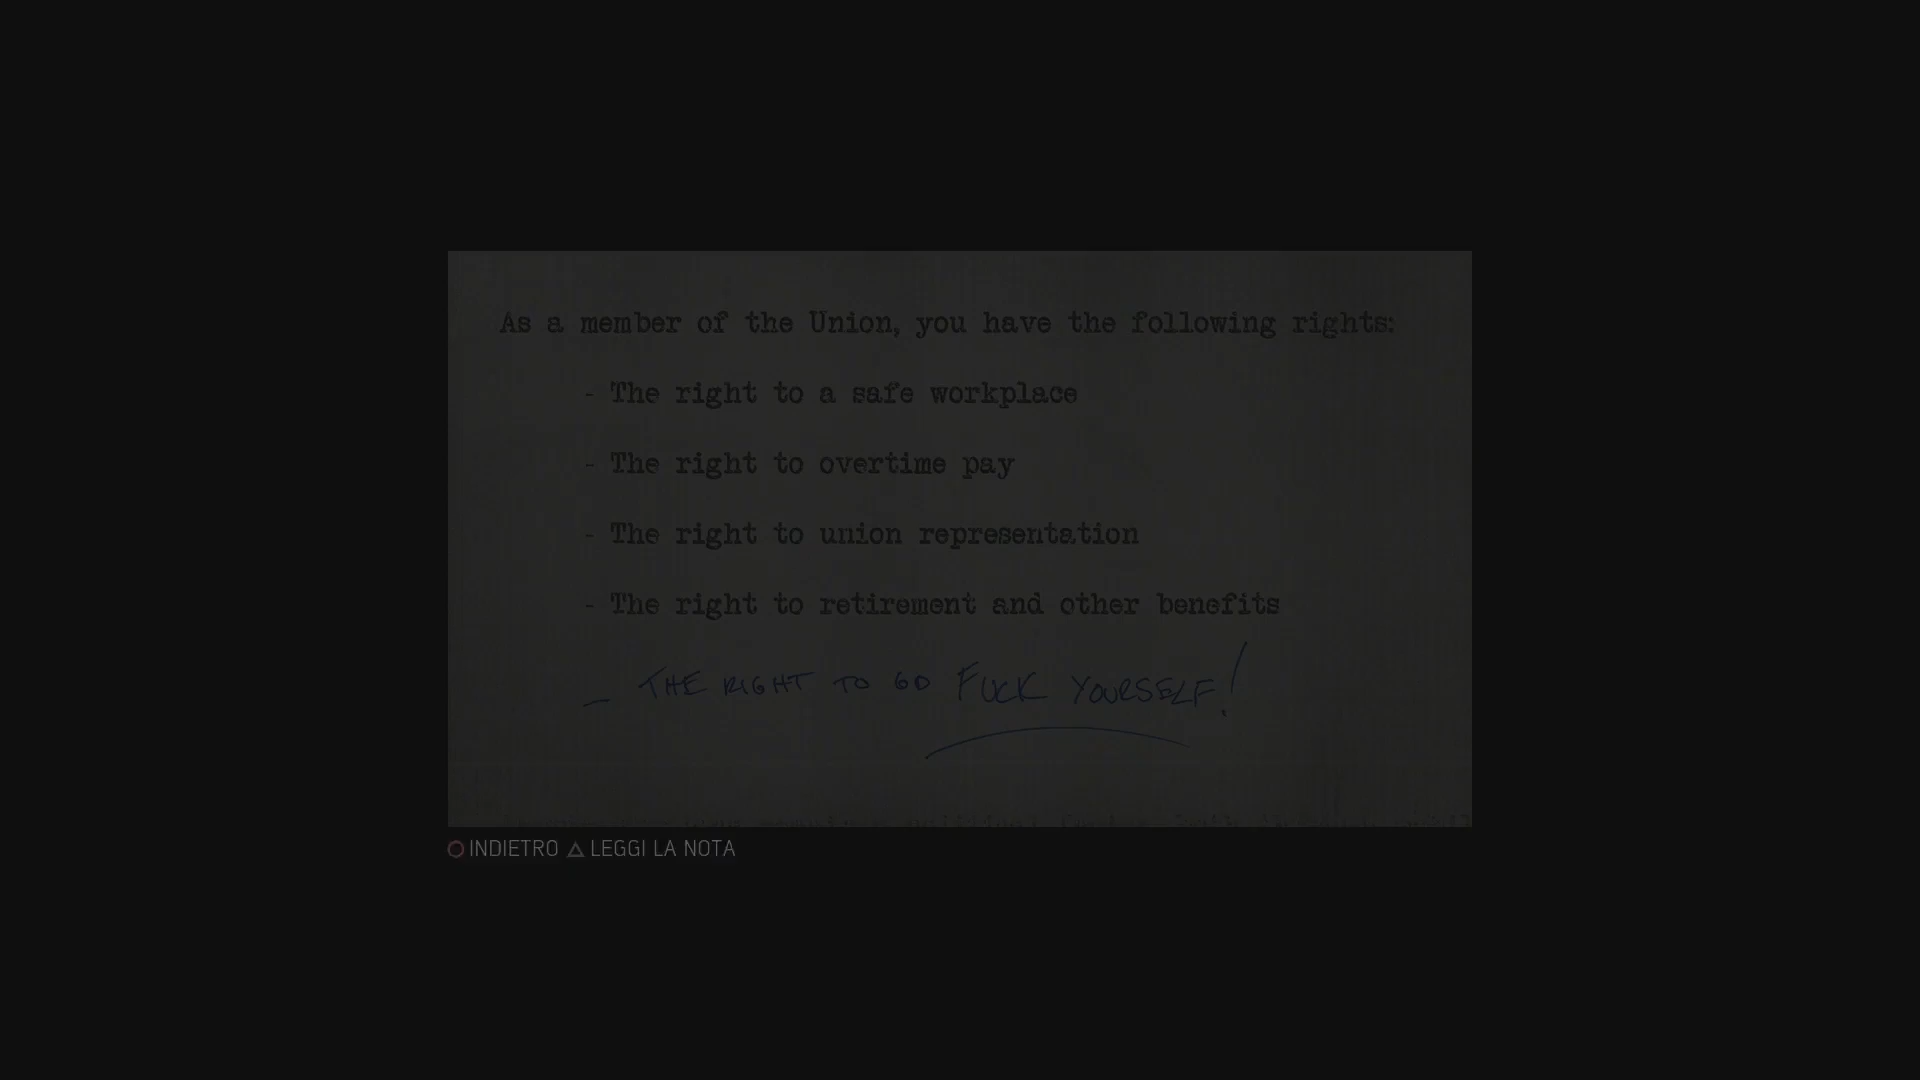 As a member of the Union, you have the following rights:
- The right to a safe workplace
- The right to overtime pay
- The right to union representation
- The right to retirement and other benefits
- THE RIGHT TO GO FUCK YOURSELF!
INDIETRO LEGGI LA NOTA